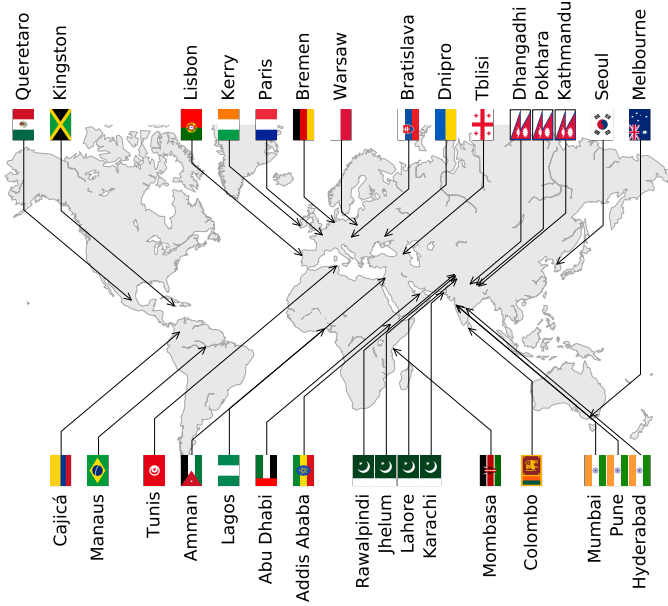 Queretaro
Kingston
Lisbon
Kerry
Paris
Bremen
Warsaw
Bratislava
Dnipro
Tblisi
Dhangadhi
Pokhara
Kathmandu
Seoul
Melbourne
Cajicá
Manaus
Tunis
Amman
Lagos
Abu Dhabi
Addis Ababa
Rawalpindi
Jhelum
Lahore
Karachi
Mombasa
Colombo
Mumbai
Pune
Hyderabad